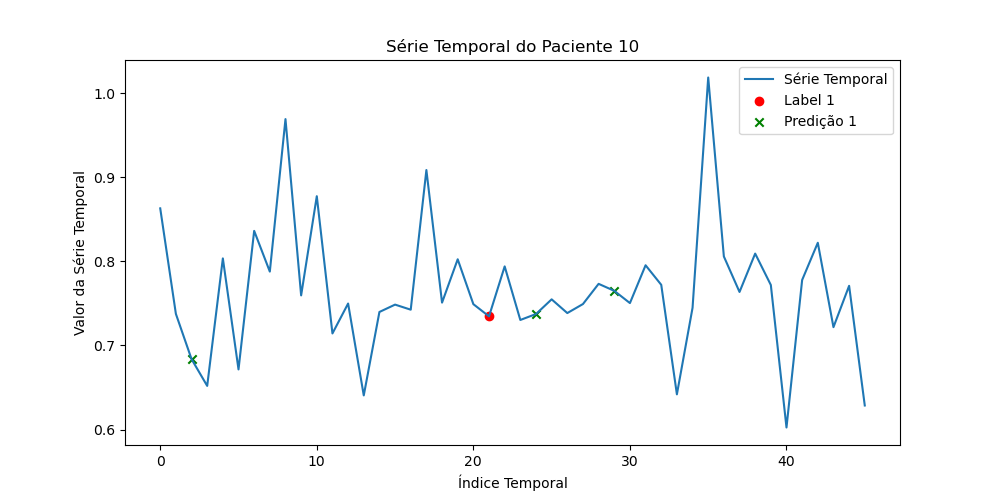 Série Temporal do Paciente 10
Série Temporal
Label 1
Predição 1
Valor da Série Temporal
1.0
0.9
0.8
0.7
0.6
0
10
20
30
40
Índice Temporal